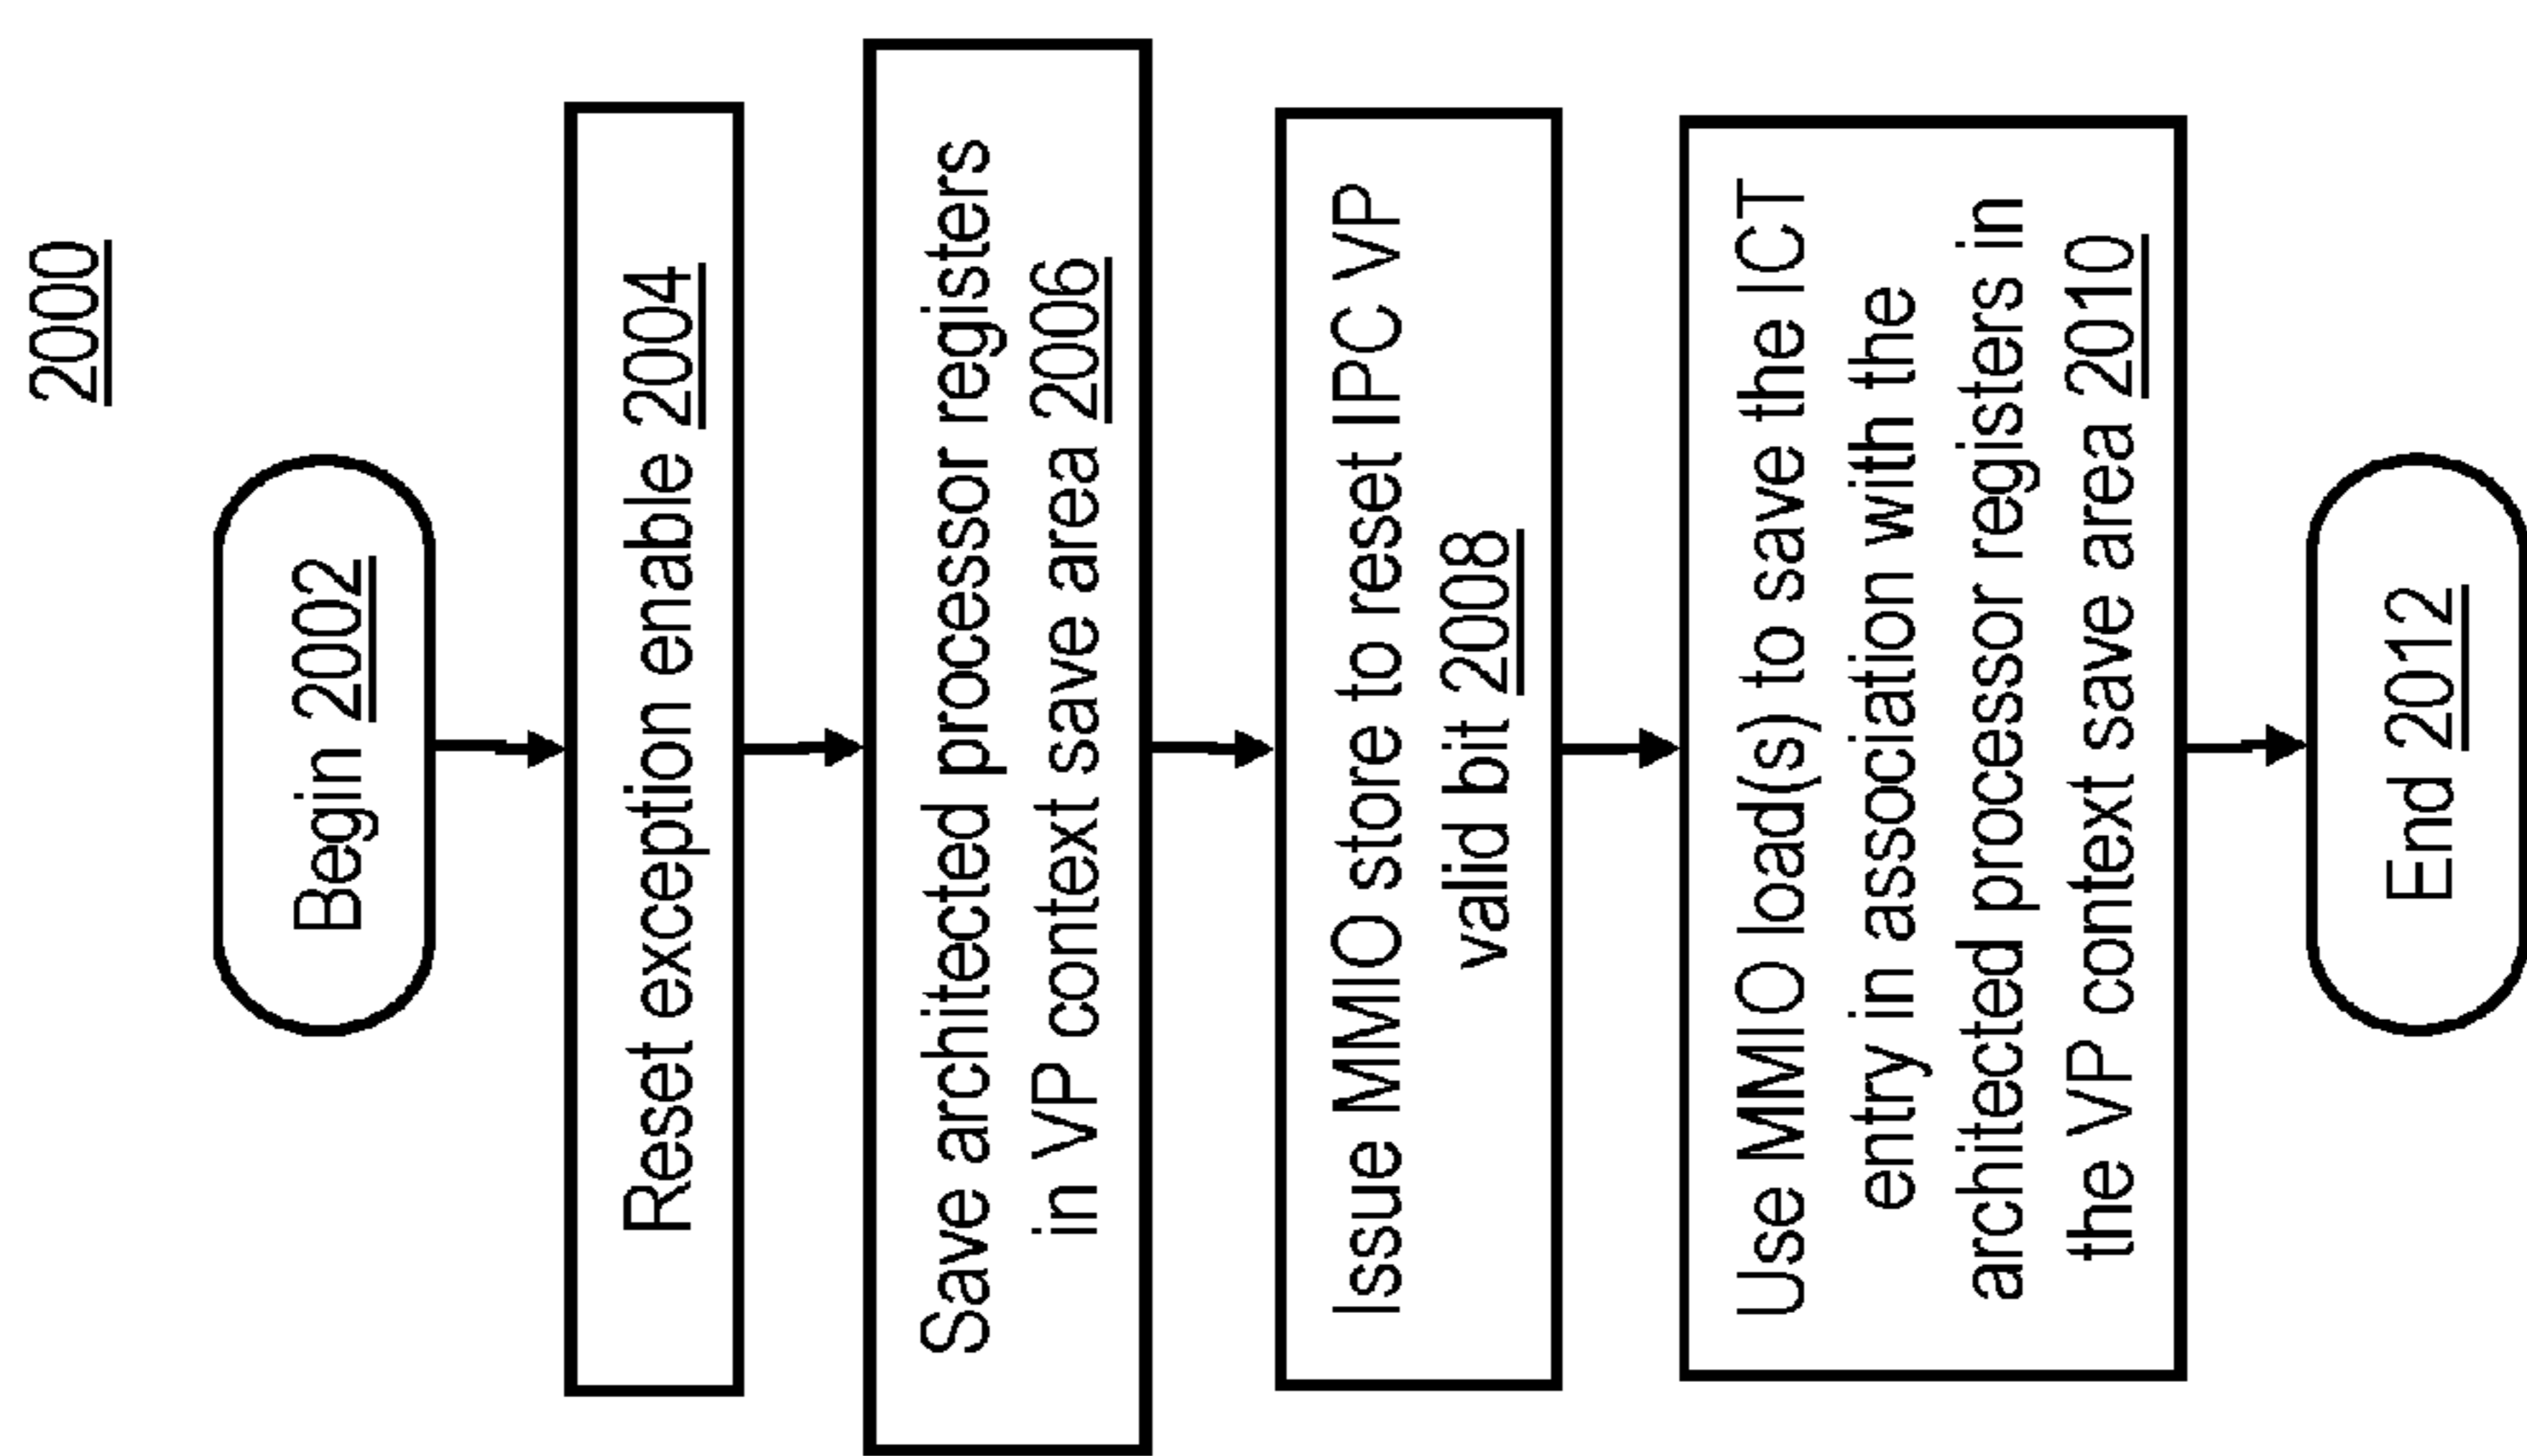 2000
Begin 2002
Reset exception enable 2004
Save architected processor registers
in VP context save area 2006
Issue MMIO store to reset IPC VP
valid bit 2008
Use MMIO load(s) to save the ICT
entry in association with the
architected processor registers in
the VP context save area 2010
End 2012